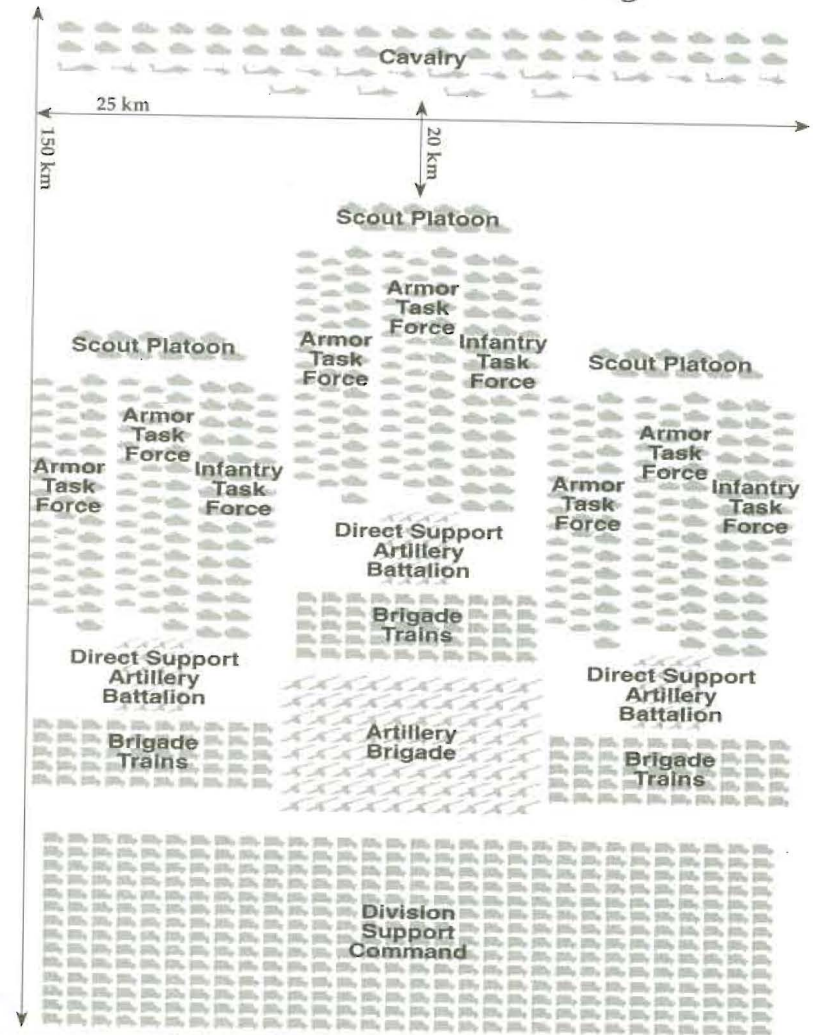 Cavalry
25 km
150 km
20 km
Scout Platoon
Armor
Task
Force
Armor
Task
Force
Infantry
Task
Force
Scout Platoon
Armor
Task
Force
Armor
Task
Force
Infantry
Task
Force
Scout Platoon
Armor
Task
Force
Armor
Task
Force
Infantry
Task
Force
Direct Support
Artillery
Battalion
Brigade
Trains
Direct Support
Artillery
Battalion
Brigade
Trains
Direct Support
Artillery
Battalion
Brigade
Trains
Artillery
Brigade
Division
Support
Command